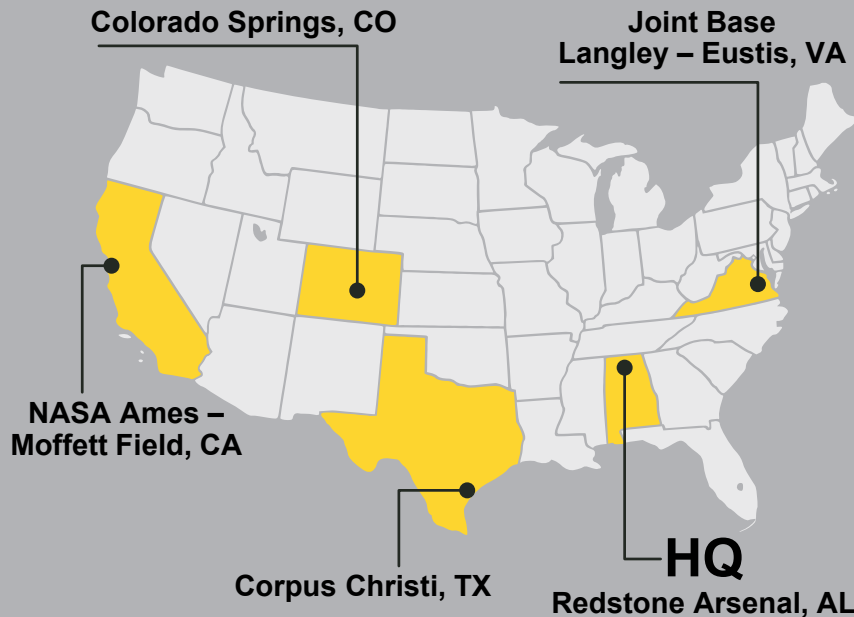 Colorado Springs, CO
Joint Base
Langley – Eustis, VA
NASA Ames –
Moffett Field, CA
Corpus Christi, TX
HQ
Redstone Arsenal, AL